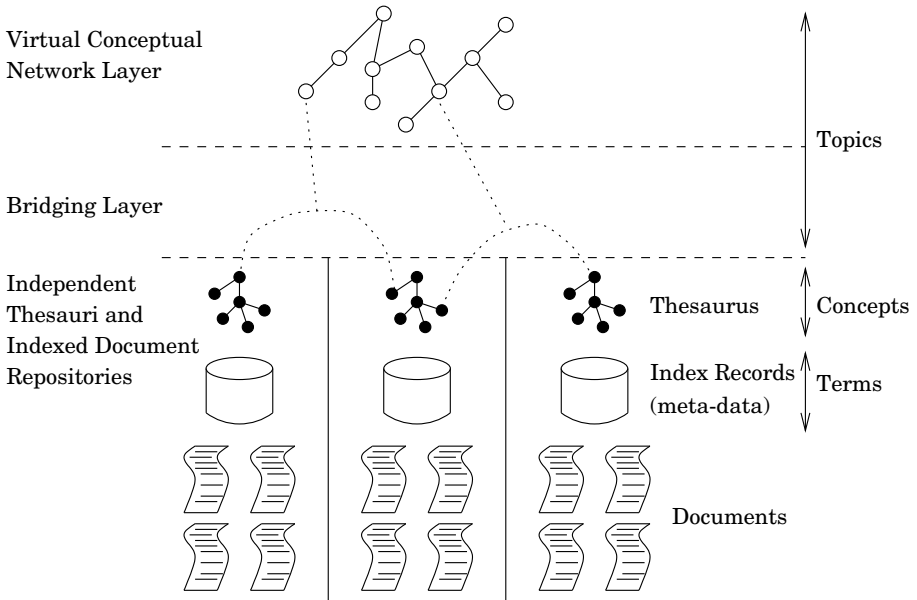 Virtual Conceptual
Network Layer
Topics
Bridging Layer
Independent
Thesauri and
Indexed Document
Repositories
Thesaurus
Concepts
Index Records
(meta-data)
Terms
Documents